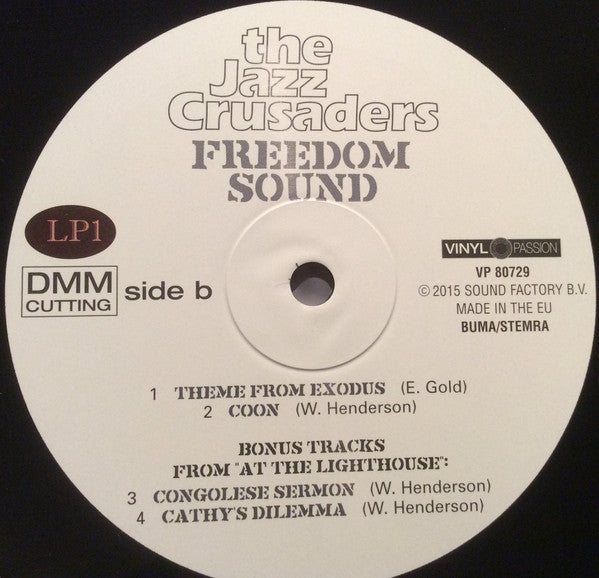 the
Jazz
Crusaders
FREEDOM
SOUND
LP1
DMM
CUTTING
side b
VINYL PASSION
VP 80729
© 2015 SOUND FACTORY B.V.
MADE IN THE EU
BUMA/STEMRA
1 THEME FROM EXODUS (E. Gold)
2 COON (W. Henderson)
BONUS TRACKS
FROM "AT THE LIGHTHOUSE":
3 CONGOLESE SERMON (W. Henderson)
4 CATHY'S DILEMMA (W. Henderson)